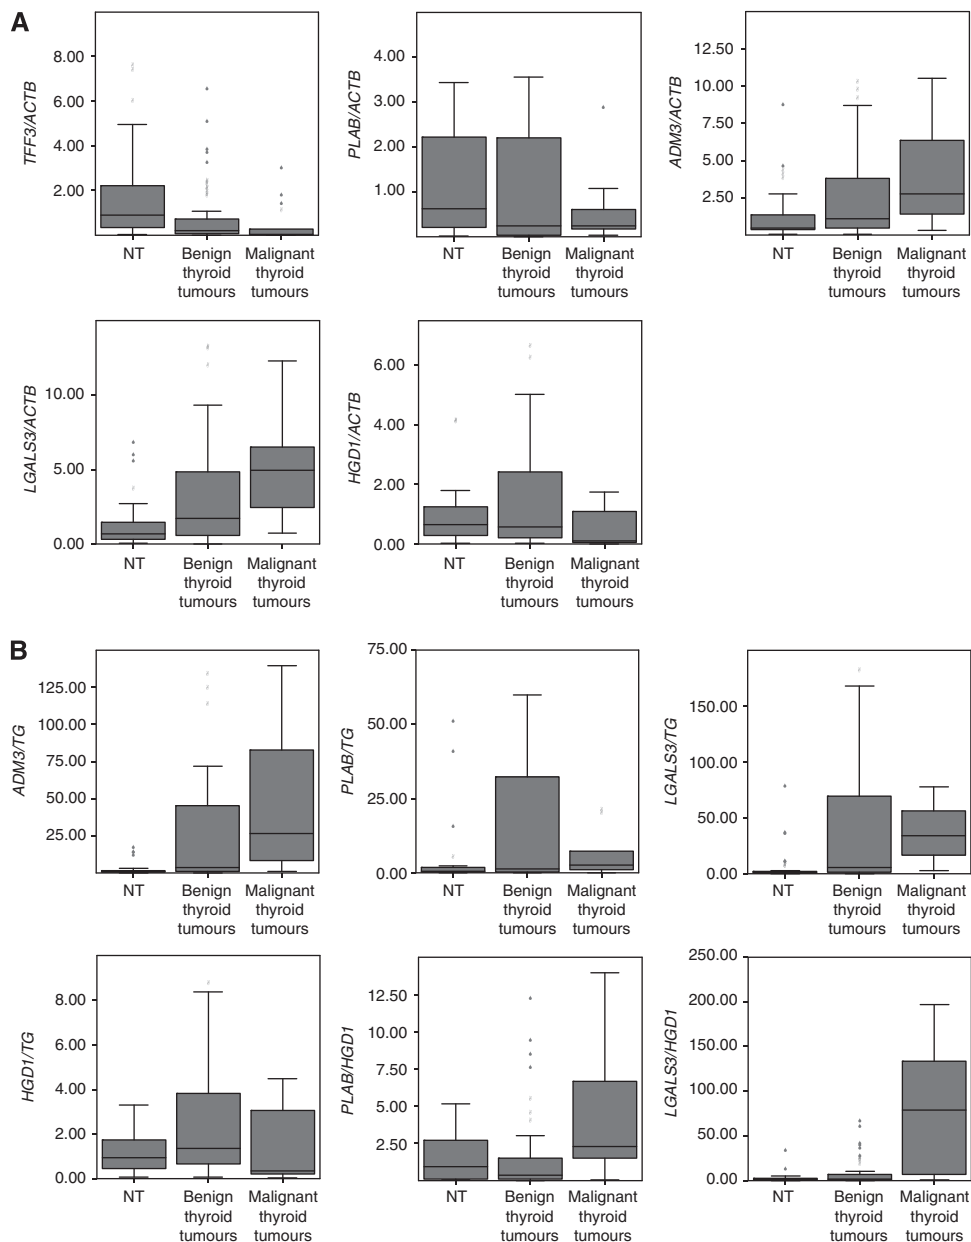 A
TFF3/ACTB
8.00
6.00
4.00
2.00
NT
Benign
thyroid
tumours
Malignant
thyroid
tumours
PLAB/ACTB
4.00
3.00
2.00
1.00
NT
Benign
thyroid
tumours
Malignant
thyroid
tumours
ADM3/ACTB
12.50
10.00
7.50
5.00
2.50
NT
Benign
thyroid
tumours
Malignant
thyroid
tumours
LGALS3/ACTB
10.00
5.00
0.00
NT
Benign
thyroid
tumours
Malignant
thyroid
tumours
HGD1/ACTB
6.00
4.00
2.00
0.00
NT
Benign
thyroid
tumours
Malignant
thyroid
tumours
B
ADM3/TG
125.00
100.00
75.00
50.00
25.00
NT
Benign
thyroid
tumours
Malignant
thyroid
tumours
PLAB/TG
75.00
50.00
25.00
0.00
NT
Benign
thyroid
tumours
Malignant
thyroid
tumours
LGALS3/TG
150.00
100.00
50.00
0.00
NT
Benign
thyroid
tumours
Malignant
thyroid
tumours
HGD1/TG
8.00
6.00
4.00
2.00
0.00
NT
Benign
thyroid
tumours
Malignant
thyroid
tumours
PLAB/HGD1
12.50
10.00
7.50
5.00
2.50
NT
Benign
thyroid
tumours
Malignant
thyroid
tumours
LGALS3/HGD1
250.00
200.00
150.00
100.00
50.00
0.00
NT
Benign
thyroid
tumours
Malignant
thyroid
tumours